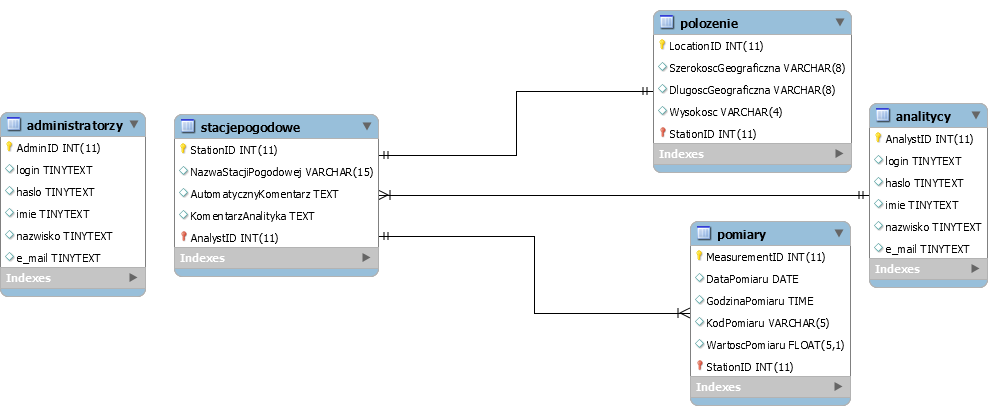 administratorzy
AdminID INT(11)
login TINYTEXT
haslo TINYTEXT
imie TINYTEXT
nazwisko TINYTEXT
e_mail TINYTEXT
Indexes
stacjepogodowe
StationID INT(11)
NazwaStacjiPogodowej VARCHAR(15)
AutomatycznyKomentarz TEXT
KomentarzAnalityka TEXT
AnalystID INT(11)
Indexes
polozenie
LocationID INT(11)
SzerokoscGeograficzna VARCHAR(8)
DlugoscGeograficzna VARCHAR(8)
Wysokosc VARCHAR(4)
StationID INT(11)
Indexes
pomiary
MeasurementID INT(11)
DataPomiaru DATE
GodzinaPomiaru TIME
KodPomiaru VARCHAR(5)
WartoscPomiaru FLOAT(5,1)
StationID INT(11)
Indexes
analitycy
AnalystID INT(11)
login TINYTEXT
haslo TINYTEXT
imie TINYTEXT
nazwisko TINYTEXT
e_mail TINYTEXT
Indexes